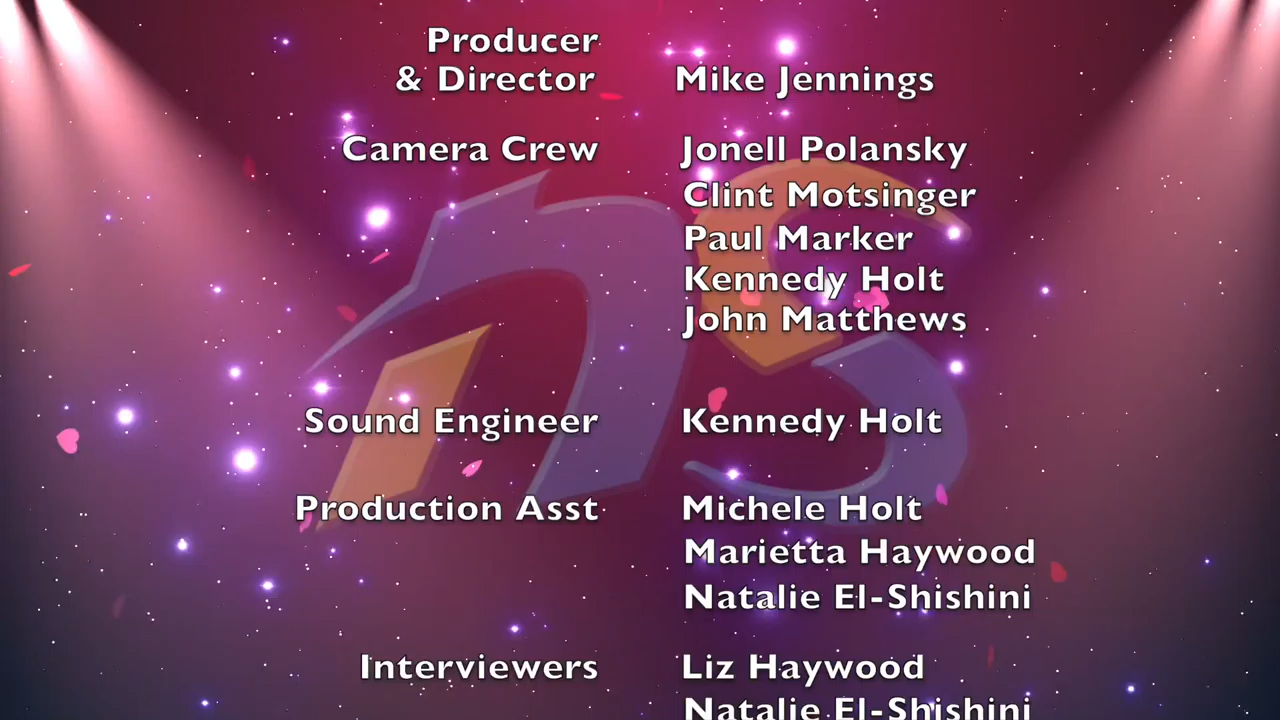 Producer
& Director Mike Jennings
Camera Crew Jonell Polansky
Clint Motsinger
Paul Marker
Kennedy Holt
John Matthews
Sound Engineer Kennedy Holt
Production Asst Michele Holt
Marietta Haywood
Natalie El-Shishini
Interviewers Liz Haywood
Natalie El-Shishini
ns